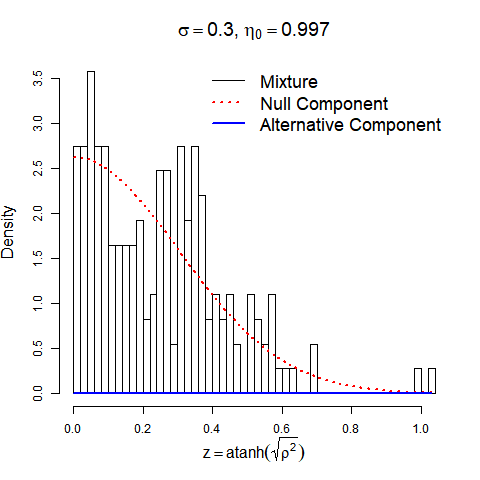 σ = 0.3, η₀ = 0.997
Mixture
Null Component
Alternative Component
Density
3.5
3.0
2.5
2.0
1.5
1.0
0.5
0.0
0.0 0.2 0.4 0.6 0.8 1.0
z = atanh(√ρ²)